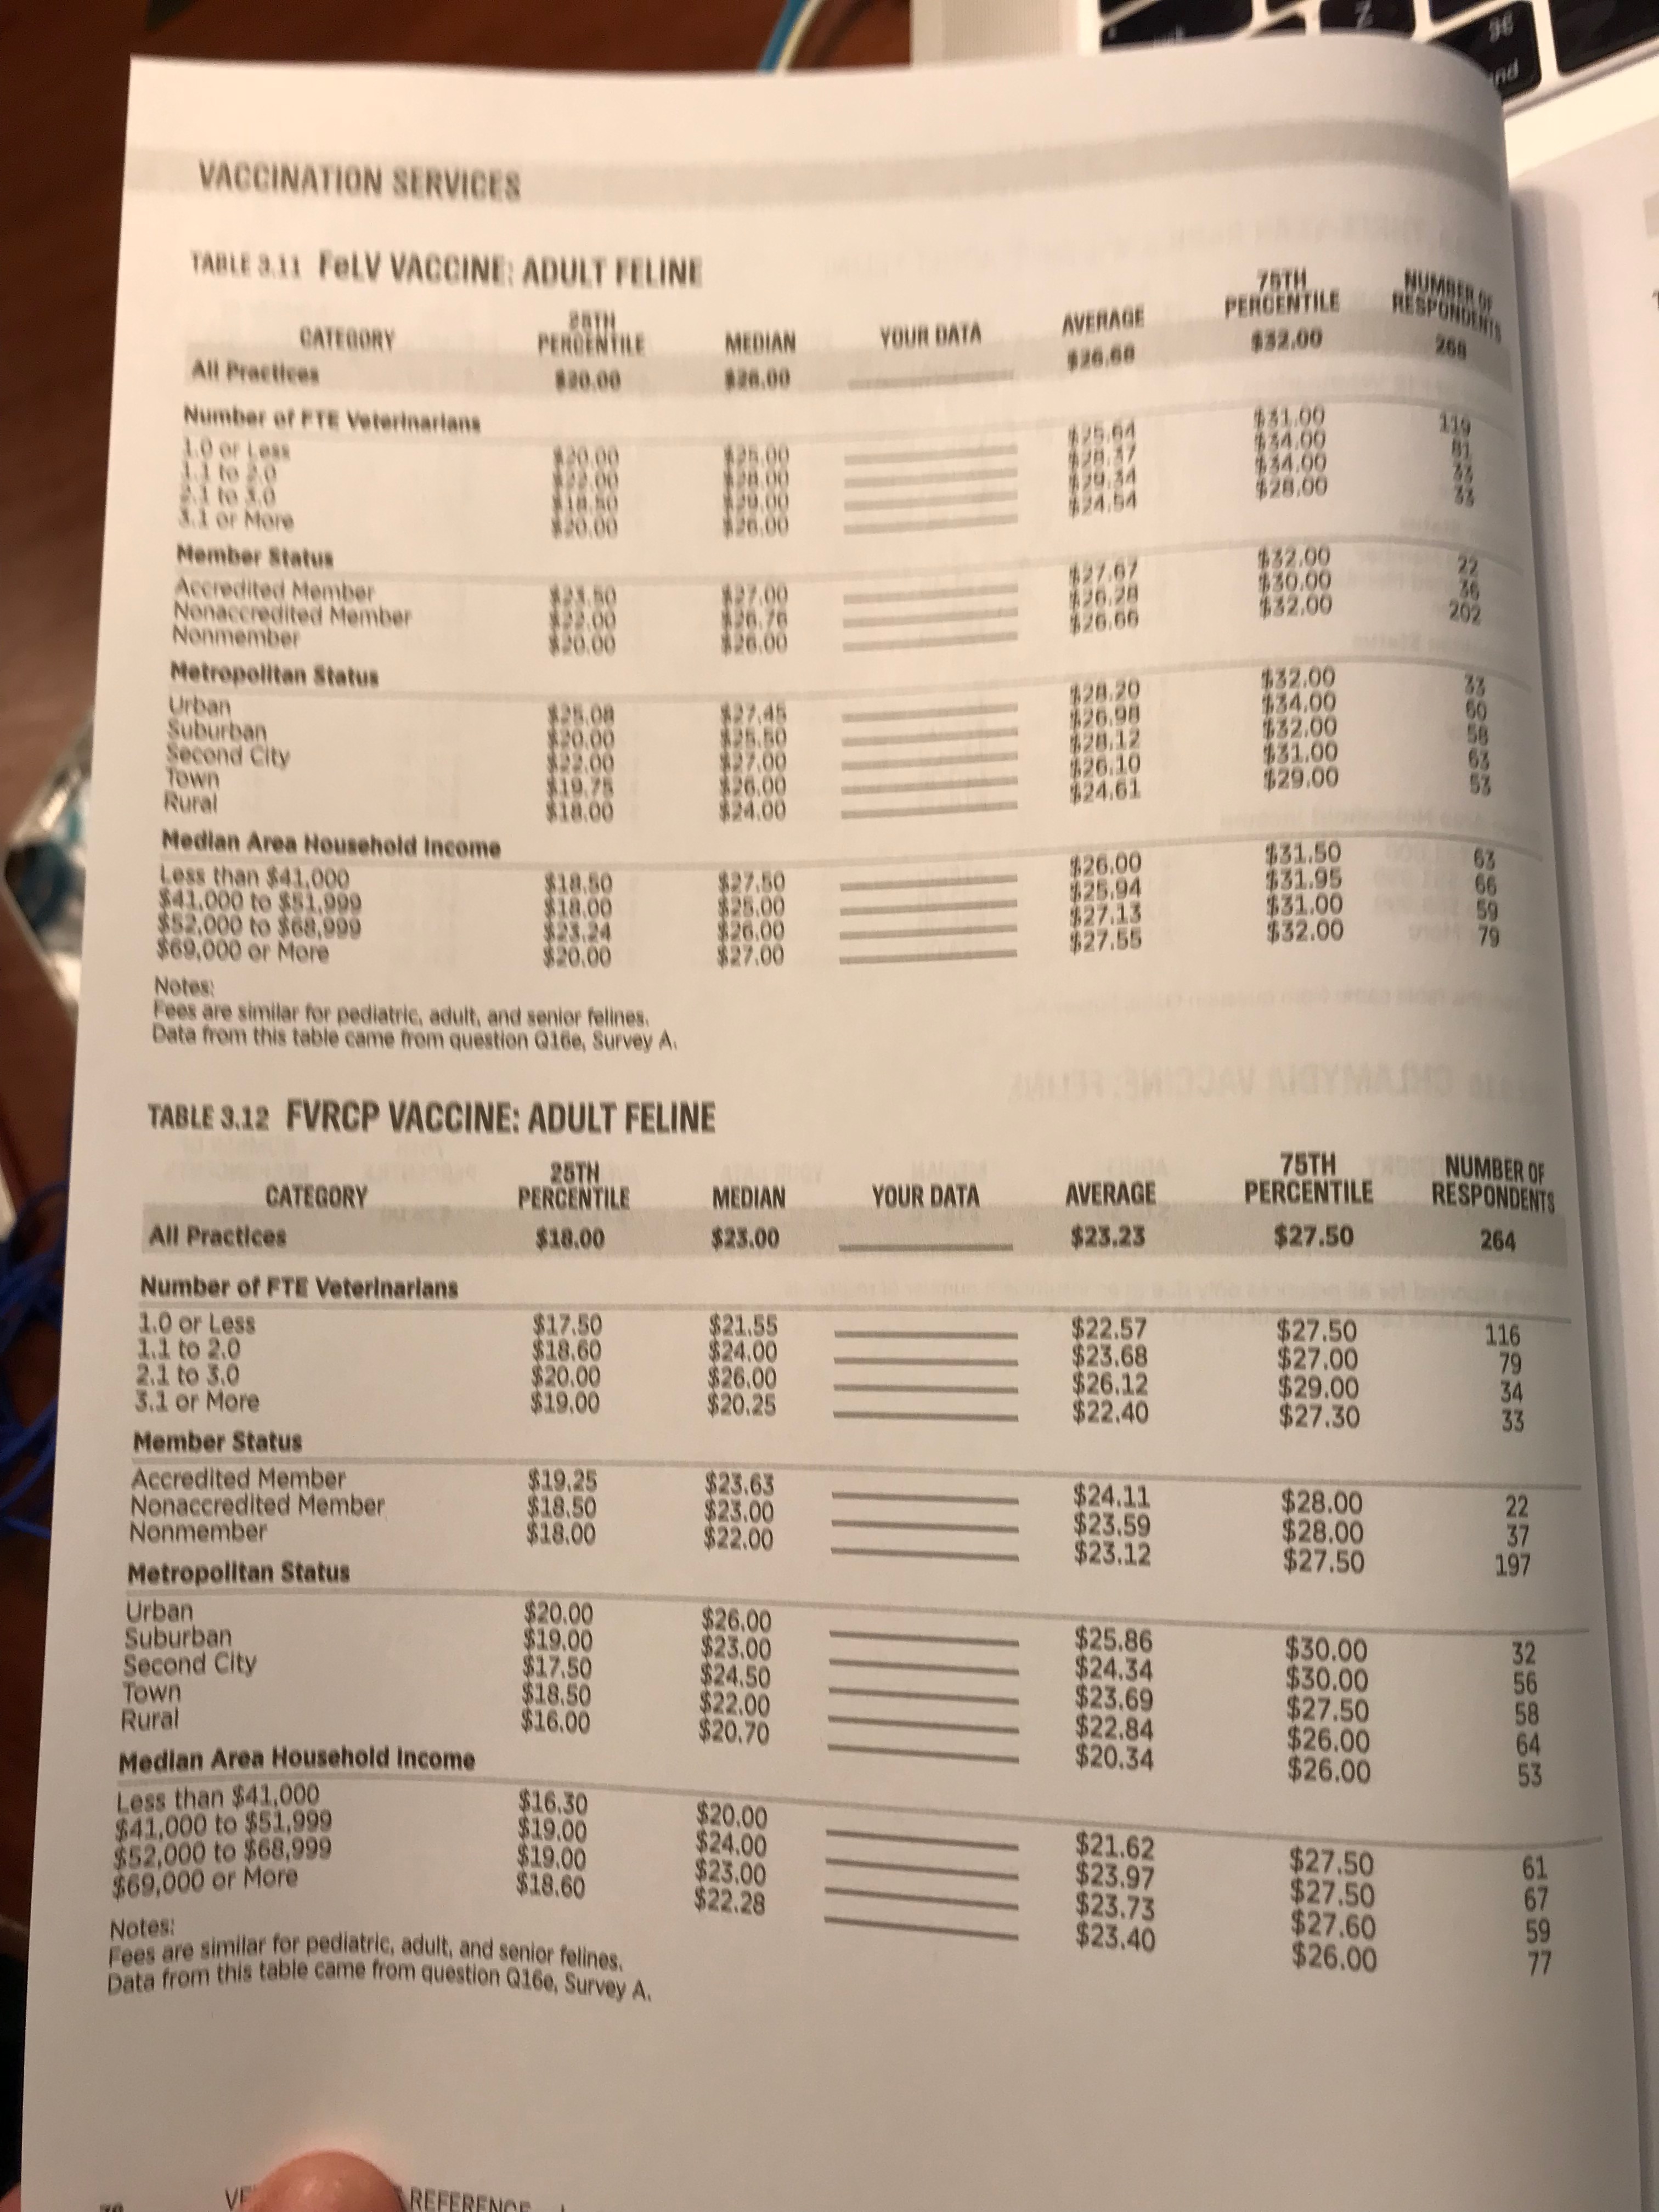 VACCINATION SERVICES
TABLE 3.11 FeLV VACCINE: ADULT FELINE
CATEGORY 25TH PERCENTILE MEDIAN YOUR DATA AVERAGE 75TH PERCENTILE NUMBER OF RESPONDENTS
All Practices $20.00 $26.00 $26.68 $32.00 268
Number of FTE Veterinarians
1.0 or Less $20.00 $25.00 $25.64 $31.00 119
1.1 to 2.0 $22.00 $28.00 $28.37 $34.00 81
2.1 to 3.0 $18.50 $29.00 $29.34 $34.00 33
3.1 or More $20.00 $26.00 $24.54 $28.00 33
Member Status
Accredited Member $23.50 $27.00 $27.67 $32.00 22
Nonaccredited Member $22.00 $26.76 $26.28 $30.00 36
Nonmember $20.00 $26.00 $26.66 $32.00 202
Metropolitan Status
Urban $25.08 $27.45 $28.20 $32.00 33
Suburban $20.00 $25.50 $26.98 $34.00 60
Second City $22.00 $27.00 $28.12 $32.00 58
Town $19.75 $26.00 $26.10 $31.00 63
Rural $18.00 $24.00 $24.61 $29.00 53
Median Area Household Income
Less than $41,000 $18.50 $27.50 $26.00 $31.50 63
$41,000 to $51,999 $18.00 $25.00 $25.94 $31.95 66
$52,000 to $68,999 $23.24 $26.00 $27.13 $31.00 59
$69,000 or More $20.00 $27.00 $27.55 $32.00 79
Notes:
Fees are similar for pediatric, adult, and senior felines.
Data from this table came from question Q16e, Survey A.
TABLE 3.12 FVRCP VACCINE: ADULT FELINE
CATEGORY 25TH PERCENTILE MEDIAN YOUR DATA AVERAGE 75TH PERCENTILE NUMBER OF RESPONDENTS
All Practices $18.00 $23.00 $23.23 $27.50 264
Number of FTE Veterinarians
1.0 or Less $17.50 $21.55 $22.57 $27.50 116
1.1 to 2.0 $18.60 $24.00 $23.68 $27.00 79
2.1 to 3.0 $20.00 $26.00 $26.12 $29.00 34
3.1 or More $19.00 $20.25 $22.40 $27.30 33
Member Status
Accredited Member $19.25 $23.63 $24.11 $28.00 22
Nonaccredited Member $18.50 $23.00 $23.59 $28.00 37
Nonmember $18.00 $22.00 $23.12 $27.50 197
Metropolitan Status
Urban $20.00 $26.00 $25.86 $30.00 32
Suburban $19.00 $23.00 $24.34 $30.00 56
Second City $17.50 $24.50 $23.69 $27.50 58
Town $18.50 $22.00 $22.84 $26.00 64
Rural $16.00 $20.70 $20.34 $26.00 53
Median Area Household Income
Less than $41,000 $16.30 $20.00 $21.62 $27.50 61
$41,000 to $51,999 $19.00 $24.00 $23.97 $27.50 67
$52,000 to $68,999 $19.00 $23.00 $23.73 $27.60 59
$69,000 or More $18.60 $22.28 $23.40 $26.00 77
Notes:
Fees are similar for pediatric, adult, and senior felines.
Data from this table came from question Q16e, Survey A.
REFERENCE